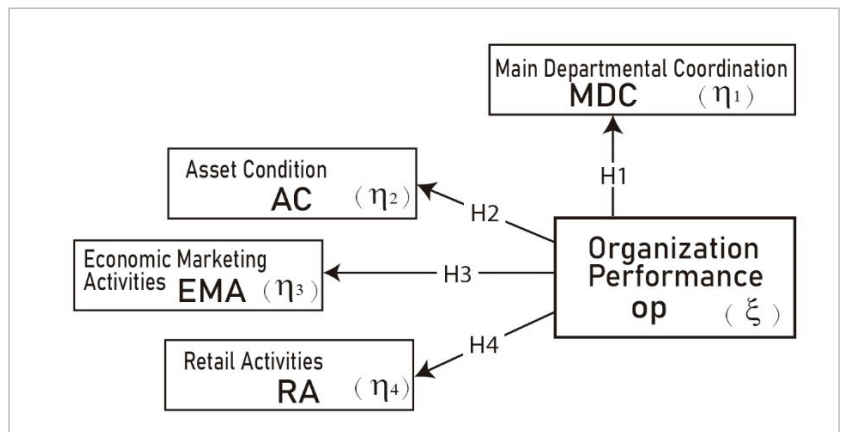 Main Departmental Coordination
MDC (η1)
H1
Asset Condition
AC (η2)
H2
Economic Marketing
Activities EMA (η3)
H3
Organization
Performance
op (ξ)
H4
Retail Activities
RA (η4)